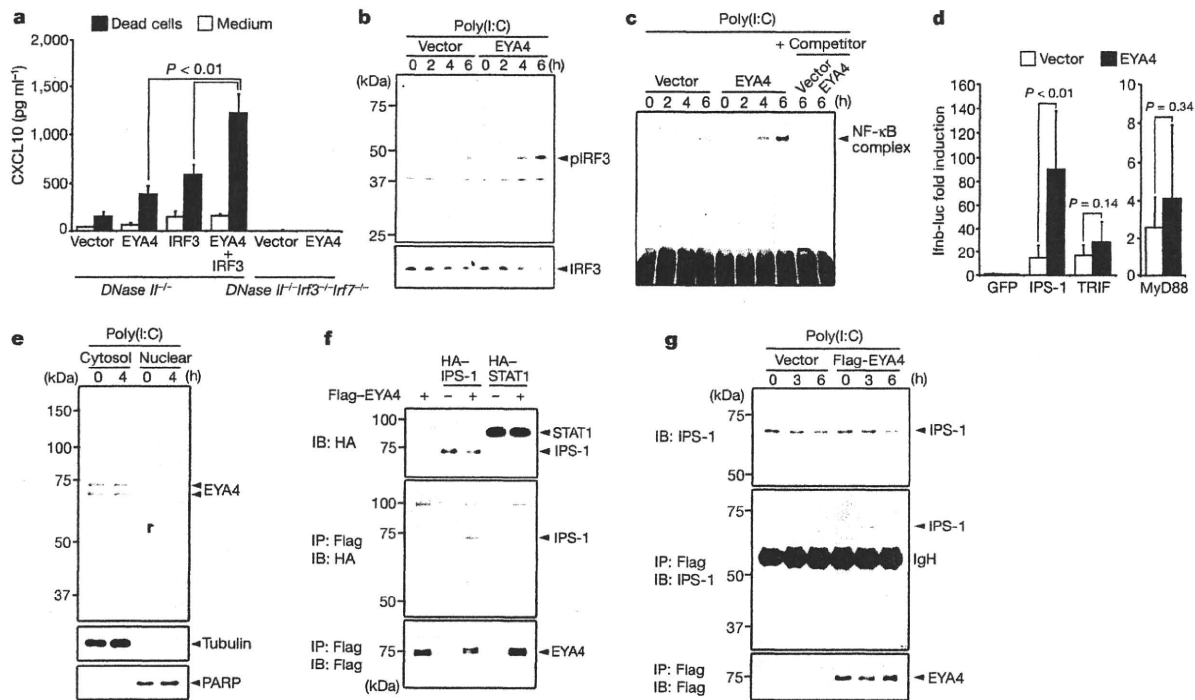 a
Dead cells Medium
2,000
1,500
1,000
500
0
CXCL10 (pg ml⁻¹)
P < 0.01
Vector EYA4 IRF3 EYA4 + IRF3 Vector EYA4
DNase II⁻/⁻ DNase II⁻/⁻Irf3⁻/⁻Irf7⁻/⁻
b
Poly(I:C)
Vector EYA4
0 2 4 6 0 2 4 6 (h)
(kDa)
75
50
37
25
pIRF3
IRF3
c
Poly(I:C)
+ Competitor
Vector EYA4 Vector EYA4
0 2 4 6 0 2 4 6 6 6 (h)
NF-κB
complex
d
Vector EYA4
160
140
120
100
80
60
40
20
0
Ifnb-luc fold induction
P < 0.01
P = 0.14
GFP IPS-1 TRIF
10
8
6
4
2
0
P = 0.34
MyD88
e
Poly(I:C)
Cytosol Nuclear
0 4 0 4 (h)
(kDa)
150
100
75
50
37
EYA4
Tubulin
PARP
f
HA–IPS-1 HA–STAT1
Flag–EYA4 + − + − +
IB: HA
100
75
STAT1
IPS-1
IP: Flag
IB: HA
100
75
50
IPS-1
IP: Flag
IB: Flag
75
(kDa)
EYA4
g
Poly(I:C)
Vector Flag-EYA4
0 3 6 0 3 6 (h)
(kDa)
IB: IPS-1
75
50
IPS-1
IP: Flag
IB: IPS-1
75
50
37
IPS-1
IgH
IP: Flag
IB: Flag
75
EYA4